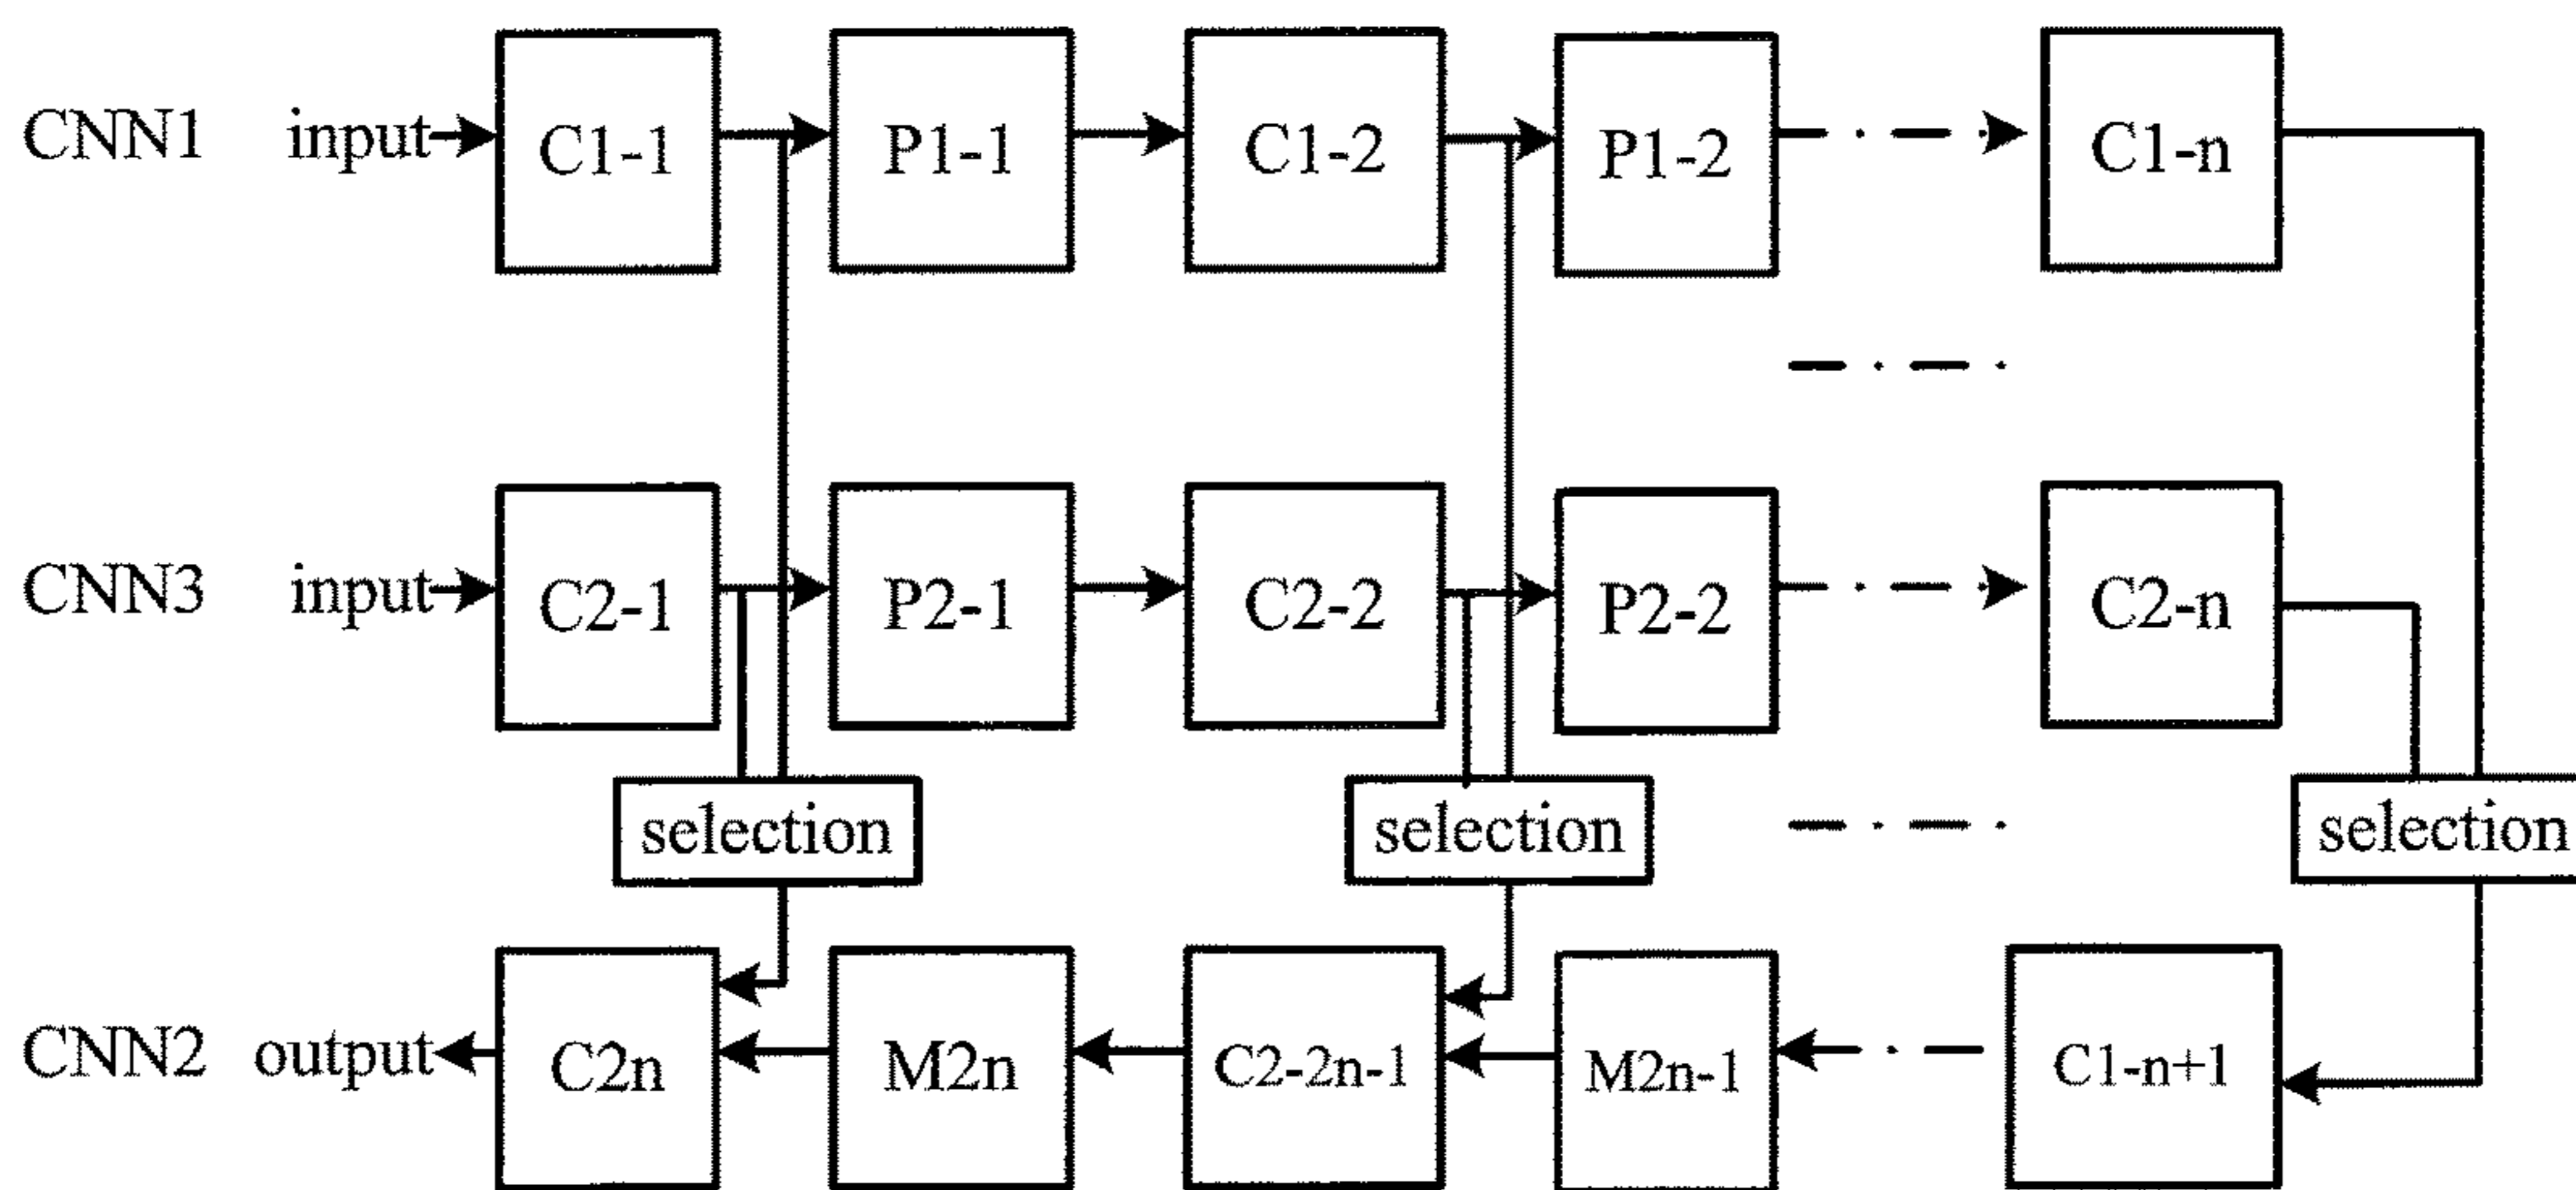 CNN1 input C1-1 P1-1 C1-2 P1-2 C1-n
CNN3 input C2-1 P2-1 C2-2 P2-2 C2-n
selection selection selection
CNN2 output C2n M2n C2-2n-1 M2n-1 C1-n+1